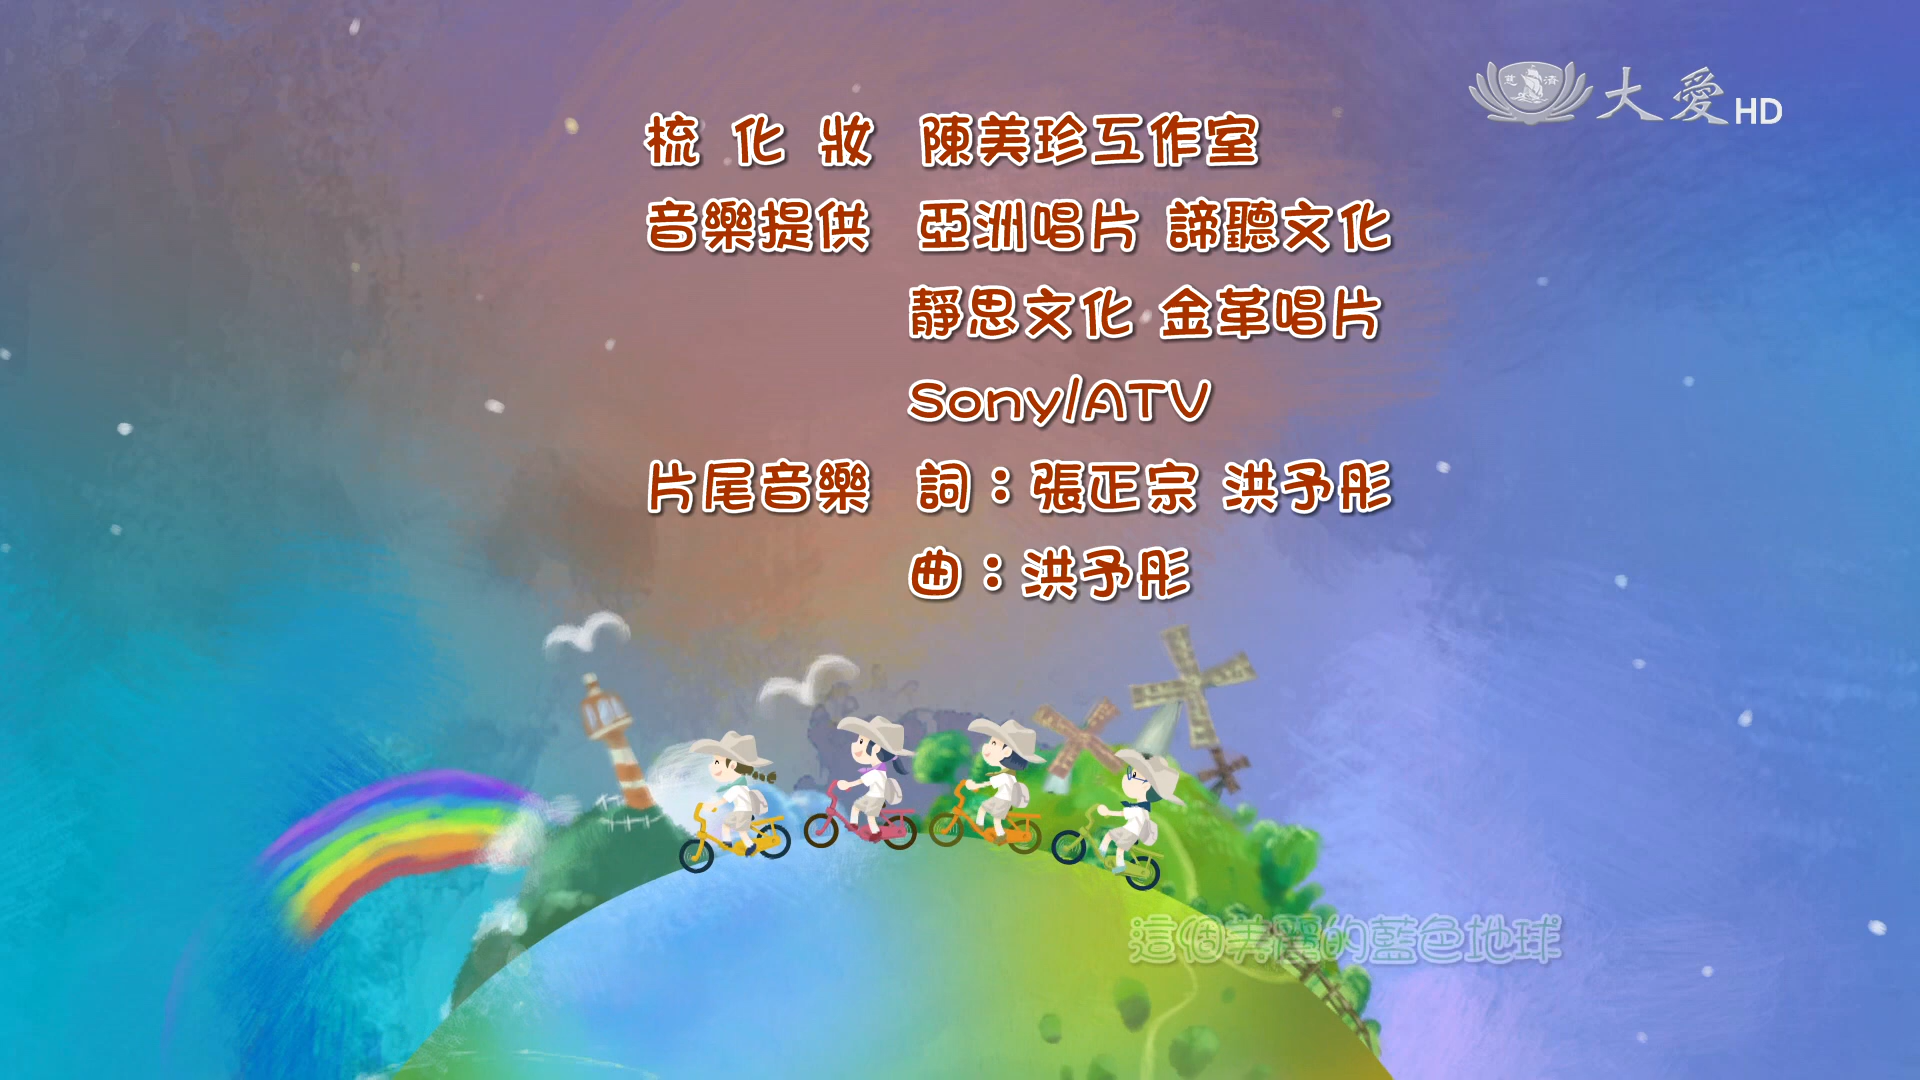 大愛HD
梳化妝 陳美珍工作室
音樂提供 亞洲唱片 諦聽文化
靜思文化 金革唱片
Sony/ATV
片尾音樂 詞：張正宗 洪予彤
曲：洪予彤
這個美麗的藍色地球